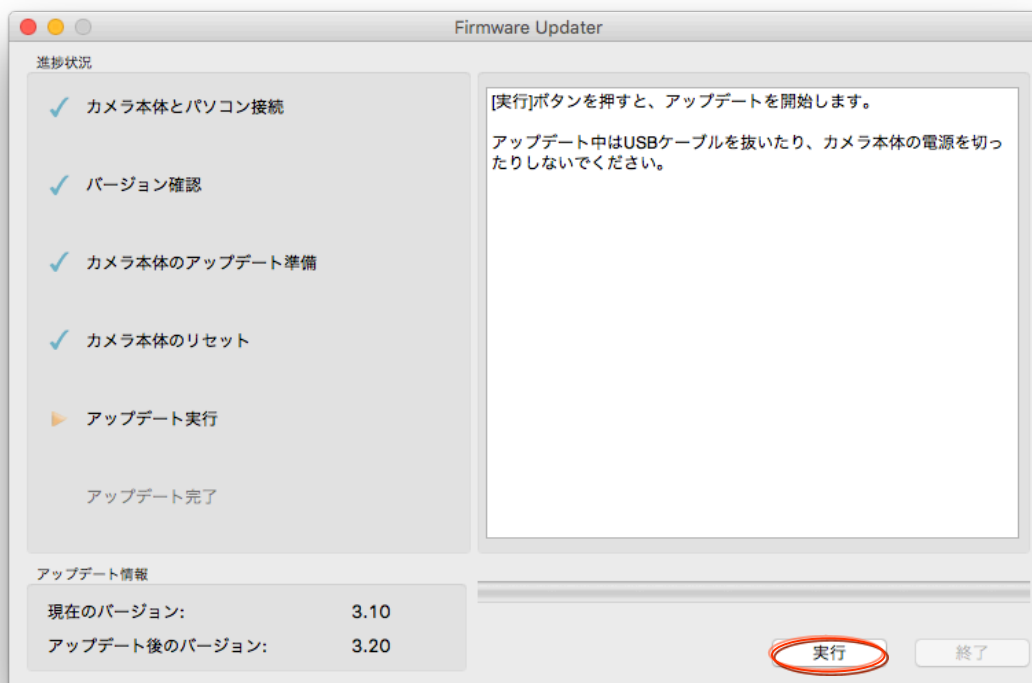 Firmware Updater
進捗状況
カメラ本体とパソコン接続
バージョン確認
カメラ本体のアップデート準備
カメラ本体のリセット
アップデート実行
アップデート完了
[実行]ボタンを押すと、アップデートを開始します。
アップデート中はUSBケーブルを抜いたり、カメラ本体の電源を切っ
たりしないでください。
アップデート情報
現在のバージョン: 3.10
アップデート後のバージョン: 3.20
実行
終了